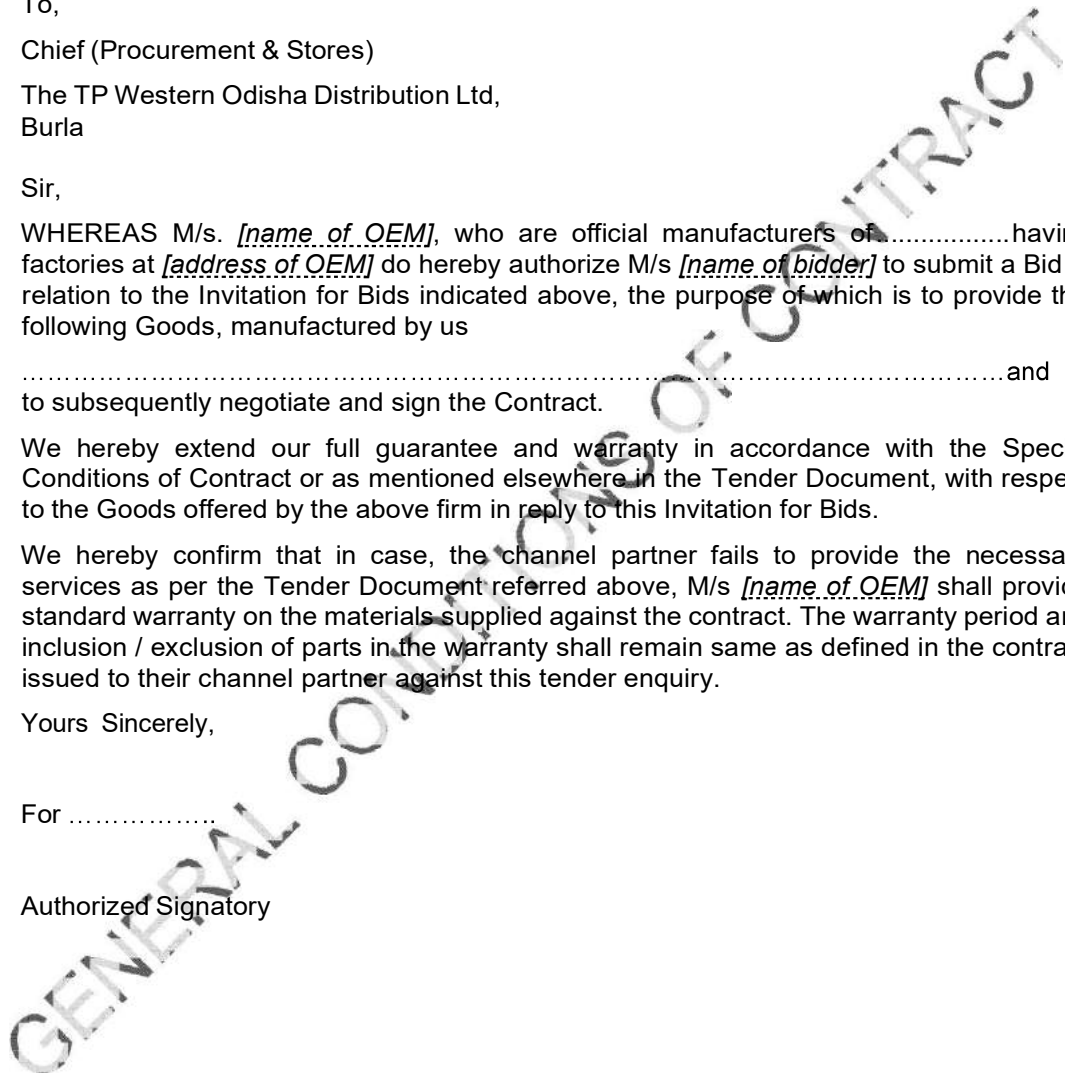 To,
Chief (Procurement & Stores)
The TP Western Odisha Distribution Ltd,
Burla
Sir,
WHEREAS M/s. [name of OEM], who are official manufacturers of..................havin
factories at [address of OEM] do hereby authorize M/s [name of bidder] to submit a Bid
relation to the Invitation for Bids indicated above, the purpose of which is to provide th
following Goods, manufactured by us
……………………………………………………………………………………………………and
to subsequently negotiate and sign the Contract.
We hereby extend our full guarantee and warranty in accordance with the Spec
Conditions of Contract or as mentioned elsewhere in the Tender Document, with respe
to the Goods offered by the above firm in reply to this Invitation for Bids.
We hereby confirm that in case, the channel partner fails to provide the necessa
services as per the Tender Document referred above, M/s [name of OEM] shall provid
standard warranty on the materials supplied against the contract. The warranty period an
inclusion / exclusion of parts in the warranty shall remain same as defined in the contra
issued to their channel partner against this tender enquiry.
Yours Sincerely,
For ……………..
Authorized Signatory
GENERAL CONDITIONS OF CONTRACT